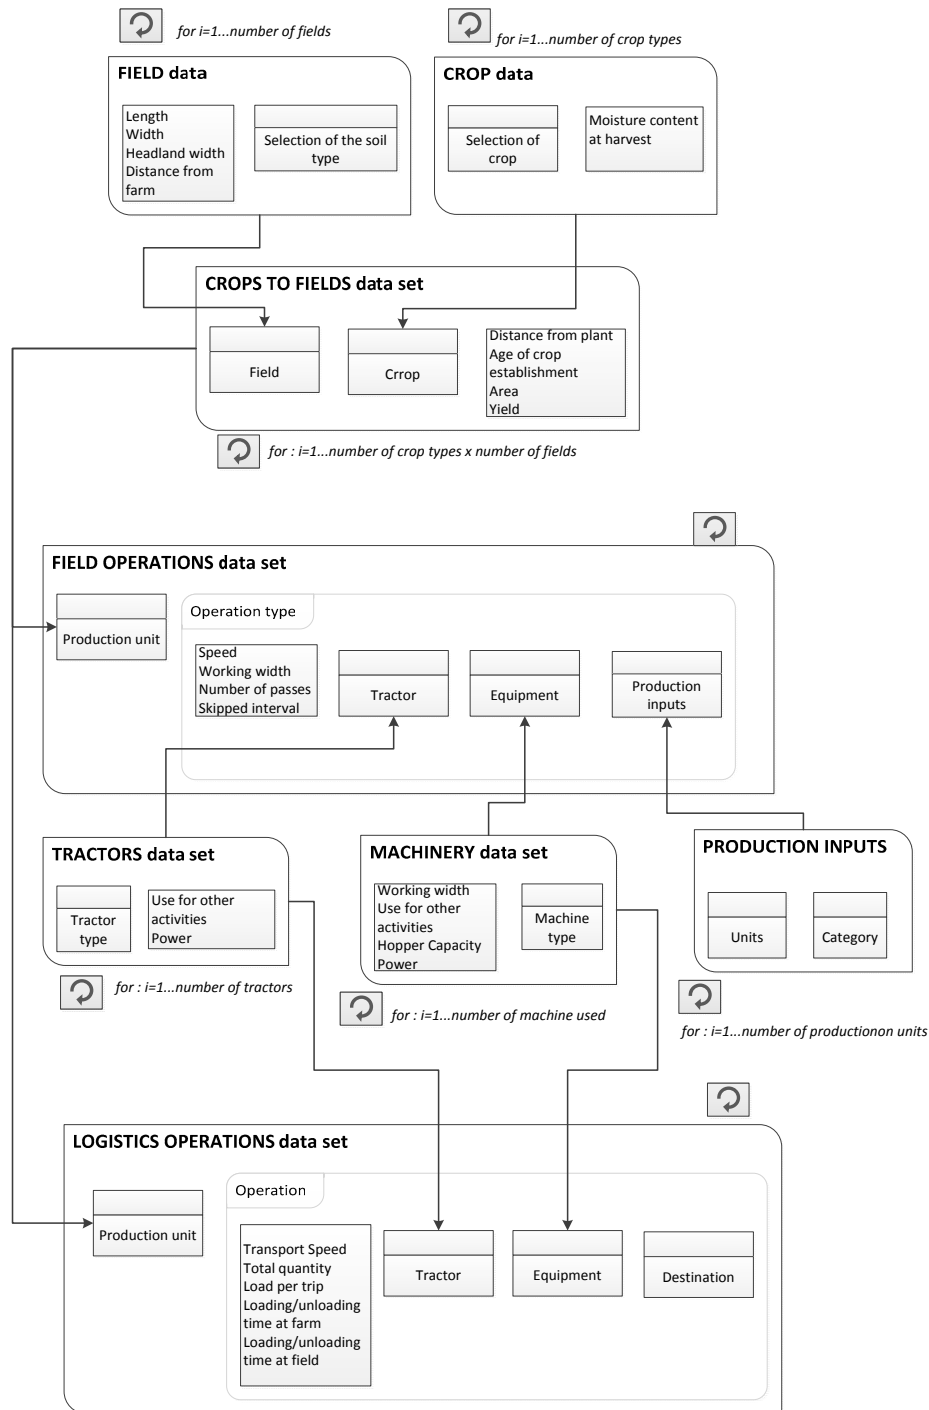 for i=1...number of fields
for i=1...number of crop types
FIELD data
Length
Width
Headland width
Distance from
farm
Selection of the soil
type
CROP data
Selection of
crop
Moisture content
at harvest
CROPS TO FIELDS data set
Field
Crrop
Distance from plant
Age of crop
establishment
Area
Yield
for : i=1...number of crop types x number of fields
FIELD OPERATIONS data set
Production unit
Operation type
Speed
Working width
Number of passes
Skipped interval
Tractor
Equipment
Production
inputs
TRACTORS data set
Tractor
type
Use for other
activities
Power
for : i=1...number of tractors
MACHINERY data set
Working width
Use for other
activities
Hopper Capacity
Power
Machine
type
for : i=1...number of machine used
PRODUCTION INPUTS
Units
Category
for : i=1...number of productionon units
LOGISTICS OPERATIONS data set
Production unit
Operation
Transport Speed
Total quantity
Load per trip
Loading/unloading
time at farm
Loading/unloading
time at field
Tractor
Equipment
Destination